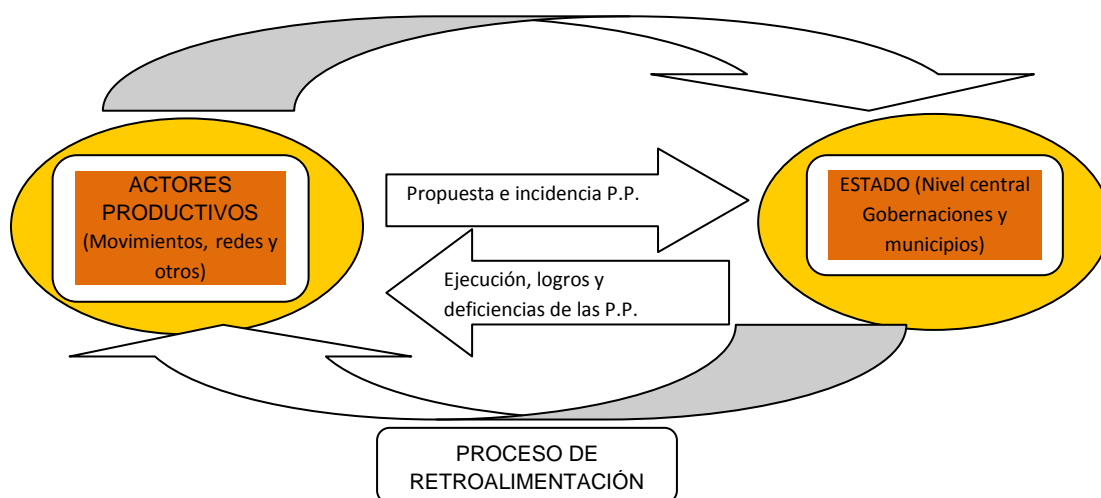 ACTORES
PRODUCTIVOS
(Movimientos, redes y
otros)
Propuesta e incidencia P.P.
Ejecución, logros y
deficiencias de las P.P.
ESTADO (Nivel central
Gobernaciones y
municipios)
PROCESO DE
RETROALIMENTACIÓN